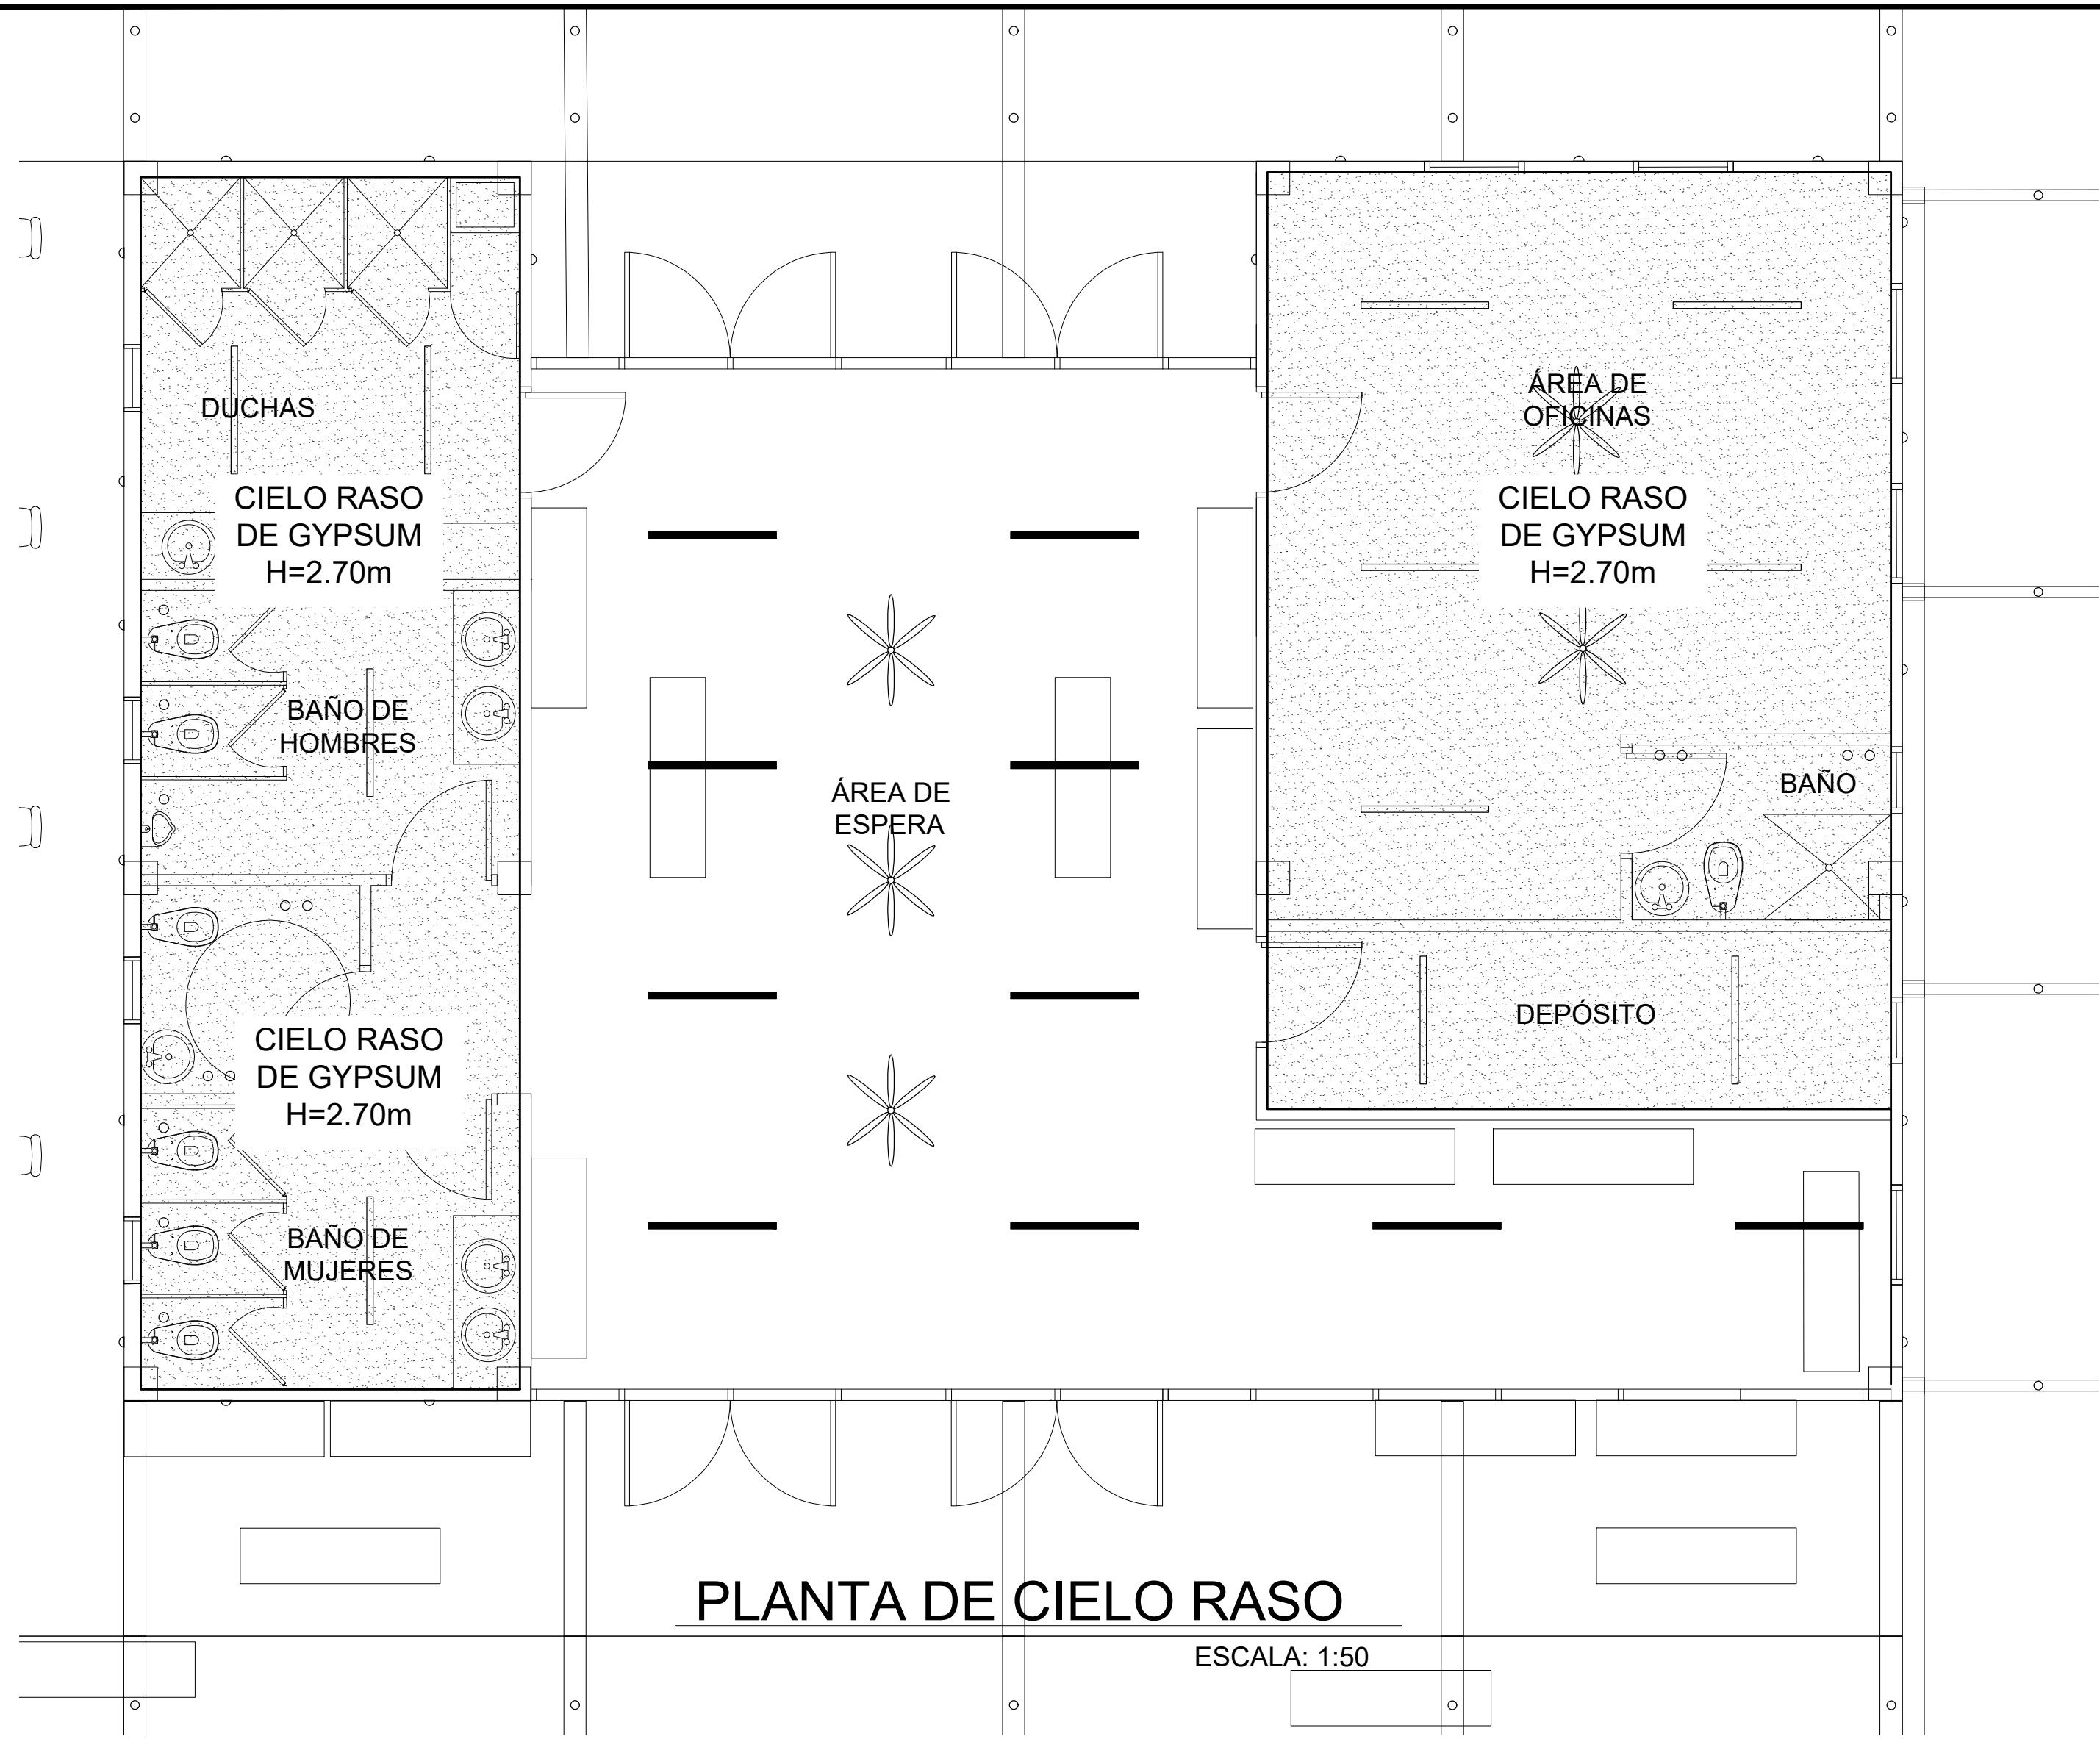 DUCHAS
CIELO RASO
DE GYPSUM
H=2.70m
BAÑO DE
HOMBRES
CIELO RASO
DE GYPSUM
H=2.70m
BAÑO DE
MUJERES
ÁREA DE
ESPERA
ÁREA DE
OFICINAS
CIELO RASO
DE GYPSUM
H=2.70m
BAÑO
DEPÓSITO
PLANTA DE CIELO RASO
ESCALA: 1:50